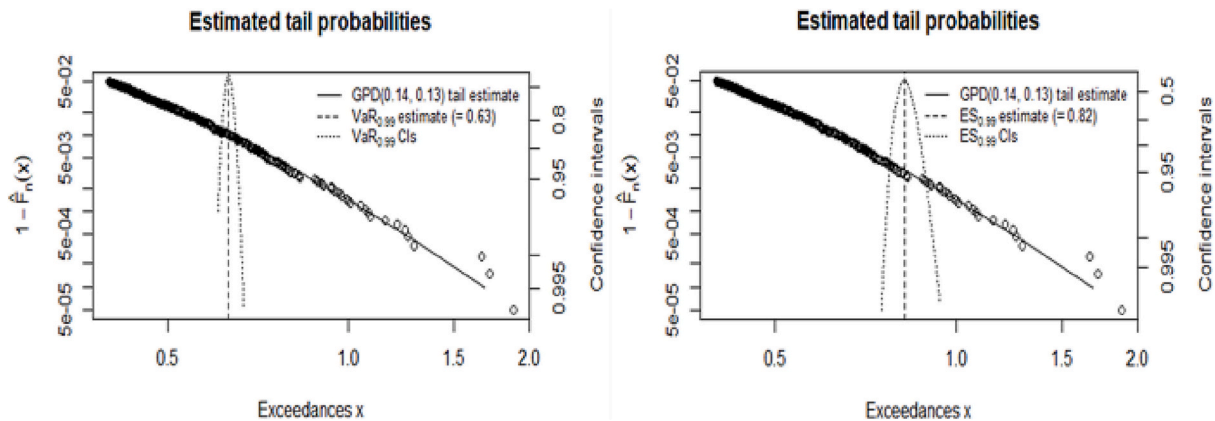 Estimated tail probabilities
1 − F̂ₙ(x)
5e-02
5e-03
5e-04
5e-05
GPD(0.14, 0.13) tail estimate
VaR₀.₉₉ estimate (= 0.63)
VaR₀.₉₉ CIs
0.8
0.95
0.995
Confidence intervals
0.5
1.0
1.5
2.0
Exceedances x
Estimated tail probabilities
1 − F̂ₙ(x)
5e-02
5e-03
5e-04
5e-05
GPD(0.14, 0.13) tail estimate
ES₀.₉₉ estimate (= 0.82)
ES₀.₉₉ CIs
0.5
0.95
0.995
Confidence intervals
0.5
1.0
1.5
2.0
Exceedances x